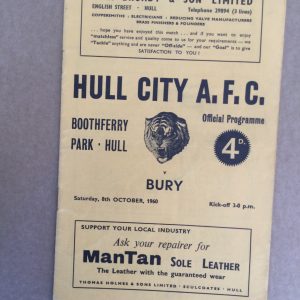 & SON LIMITED
ENGLISH STREET · HULL Telephone 29894 (3 lines)
COPPERSMITHS · ELECTRICIANS · REDUCING VALVE MANUFACTURERS
BRASS FINISHERS & FOUNDERS
... hope you have enjoyed this match ... and if you want to enjoy
"matchless" service and quality come to us for your requirements — we
"Tackle" anything and are never "Offside" — and our "Goal" is to give
SATISFACTION TO YOU !
HULL CITY A.F.C.
BOOTHFERRY
PARK · HULL
Official Programme
4D.
v
BURY
Saturday, 8th OCTOBER, 1960
Kick-off 3-0 p.m.
SUPPORT YOUR LOCAL INDUSTRY
Ask your repairer for
ManTan SOLE LEATHER
The Leather with the guaranteed wear
THOMAS HOLMES & SONS LIMITED · SCULCOATES · HULL